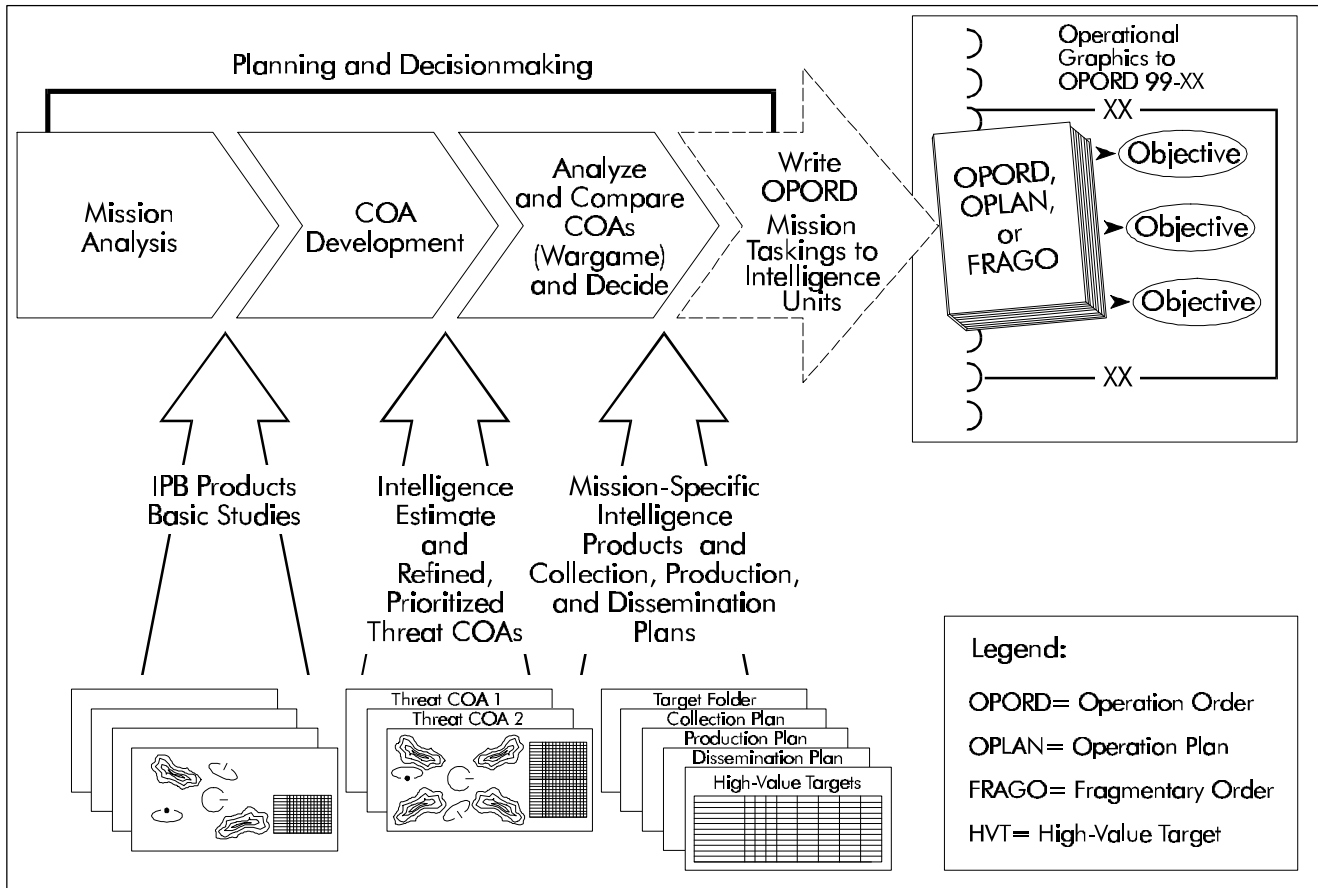 Planning and Decisionmaking
Mission
Analysis
COA
Development
Analyze
and Compare
COAs
(Wargame)
and Decide
Write
OPORD
Mission
Taskings to
Intelligence
Units
Operational
Graphics to
OPORD 99-XX
XX
OPORD,
OPLAN,
or
FRAGO
Objective
Objective
Objective
XX
IPB Products
Basic Studies
Intelligence
Estimate
and
Refined,
Prioritized
Threat COAs
Mission-Specific
Intelligence
Products and
Collection, Production,
and Dissemination
Plans
Threat COA 1
Threat COA 2
Target Folder
Collection Plan
Production Plan
Dissemination Plan
High-Value Targets
Legend:
OPORD= Operation Order
OPLAN= Operation Plan
FRAGO= Fragmentary Order
HVT= High-Value Target